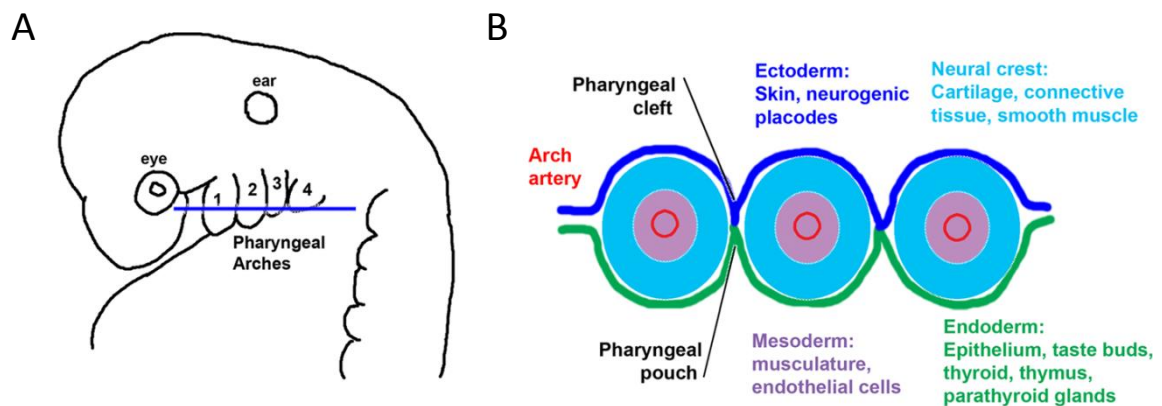 A
ear
eye
1
2
3
4
Pharyngeal
Arches
B
Pharyngeal
cleft
Ectoderm:
Skin, neurogenic
placodes
Neural crest:
Cartilage, connective
tissue, smooth muscle
Arch
artery
Pharyngeal
pouch
Mesoderm:
musculature,
endothelial cells
Endoderm:
Epithelium, taste buds,
thyroid, thymus,
parathyroid glands